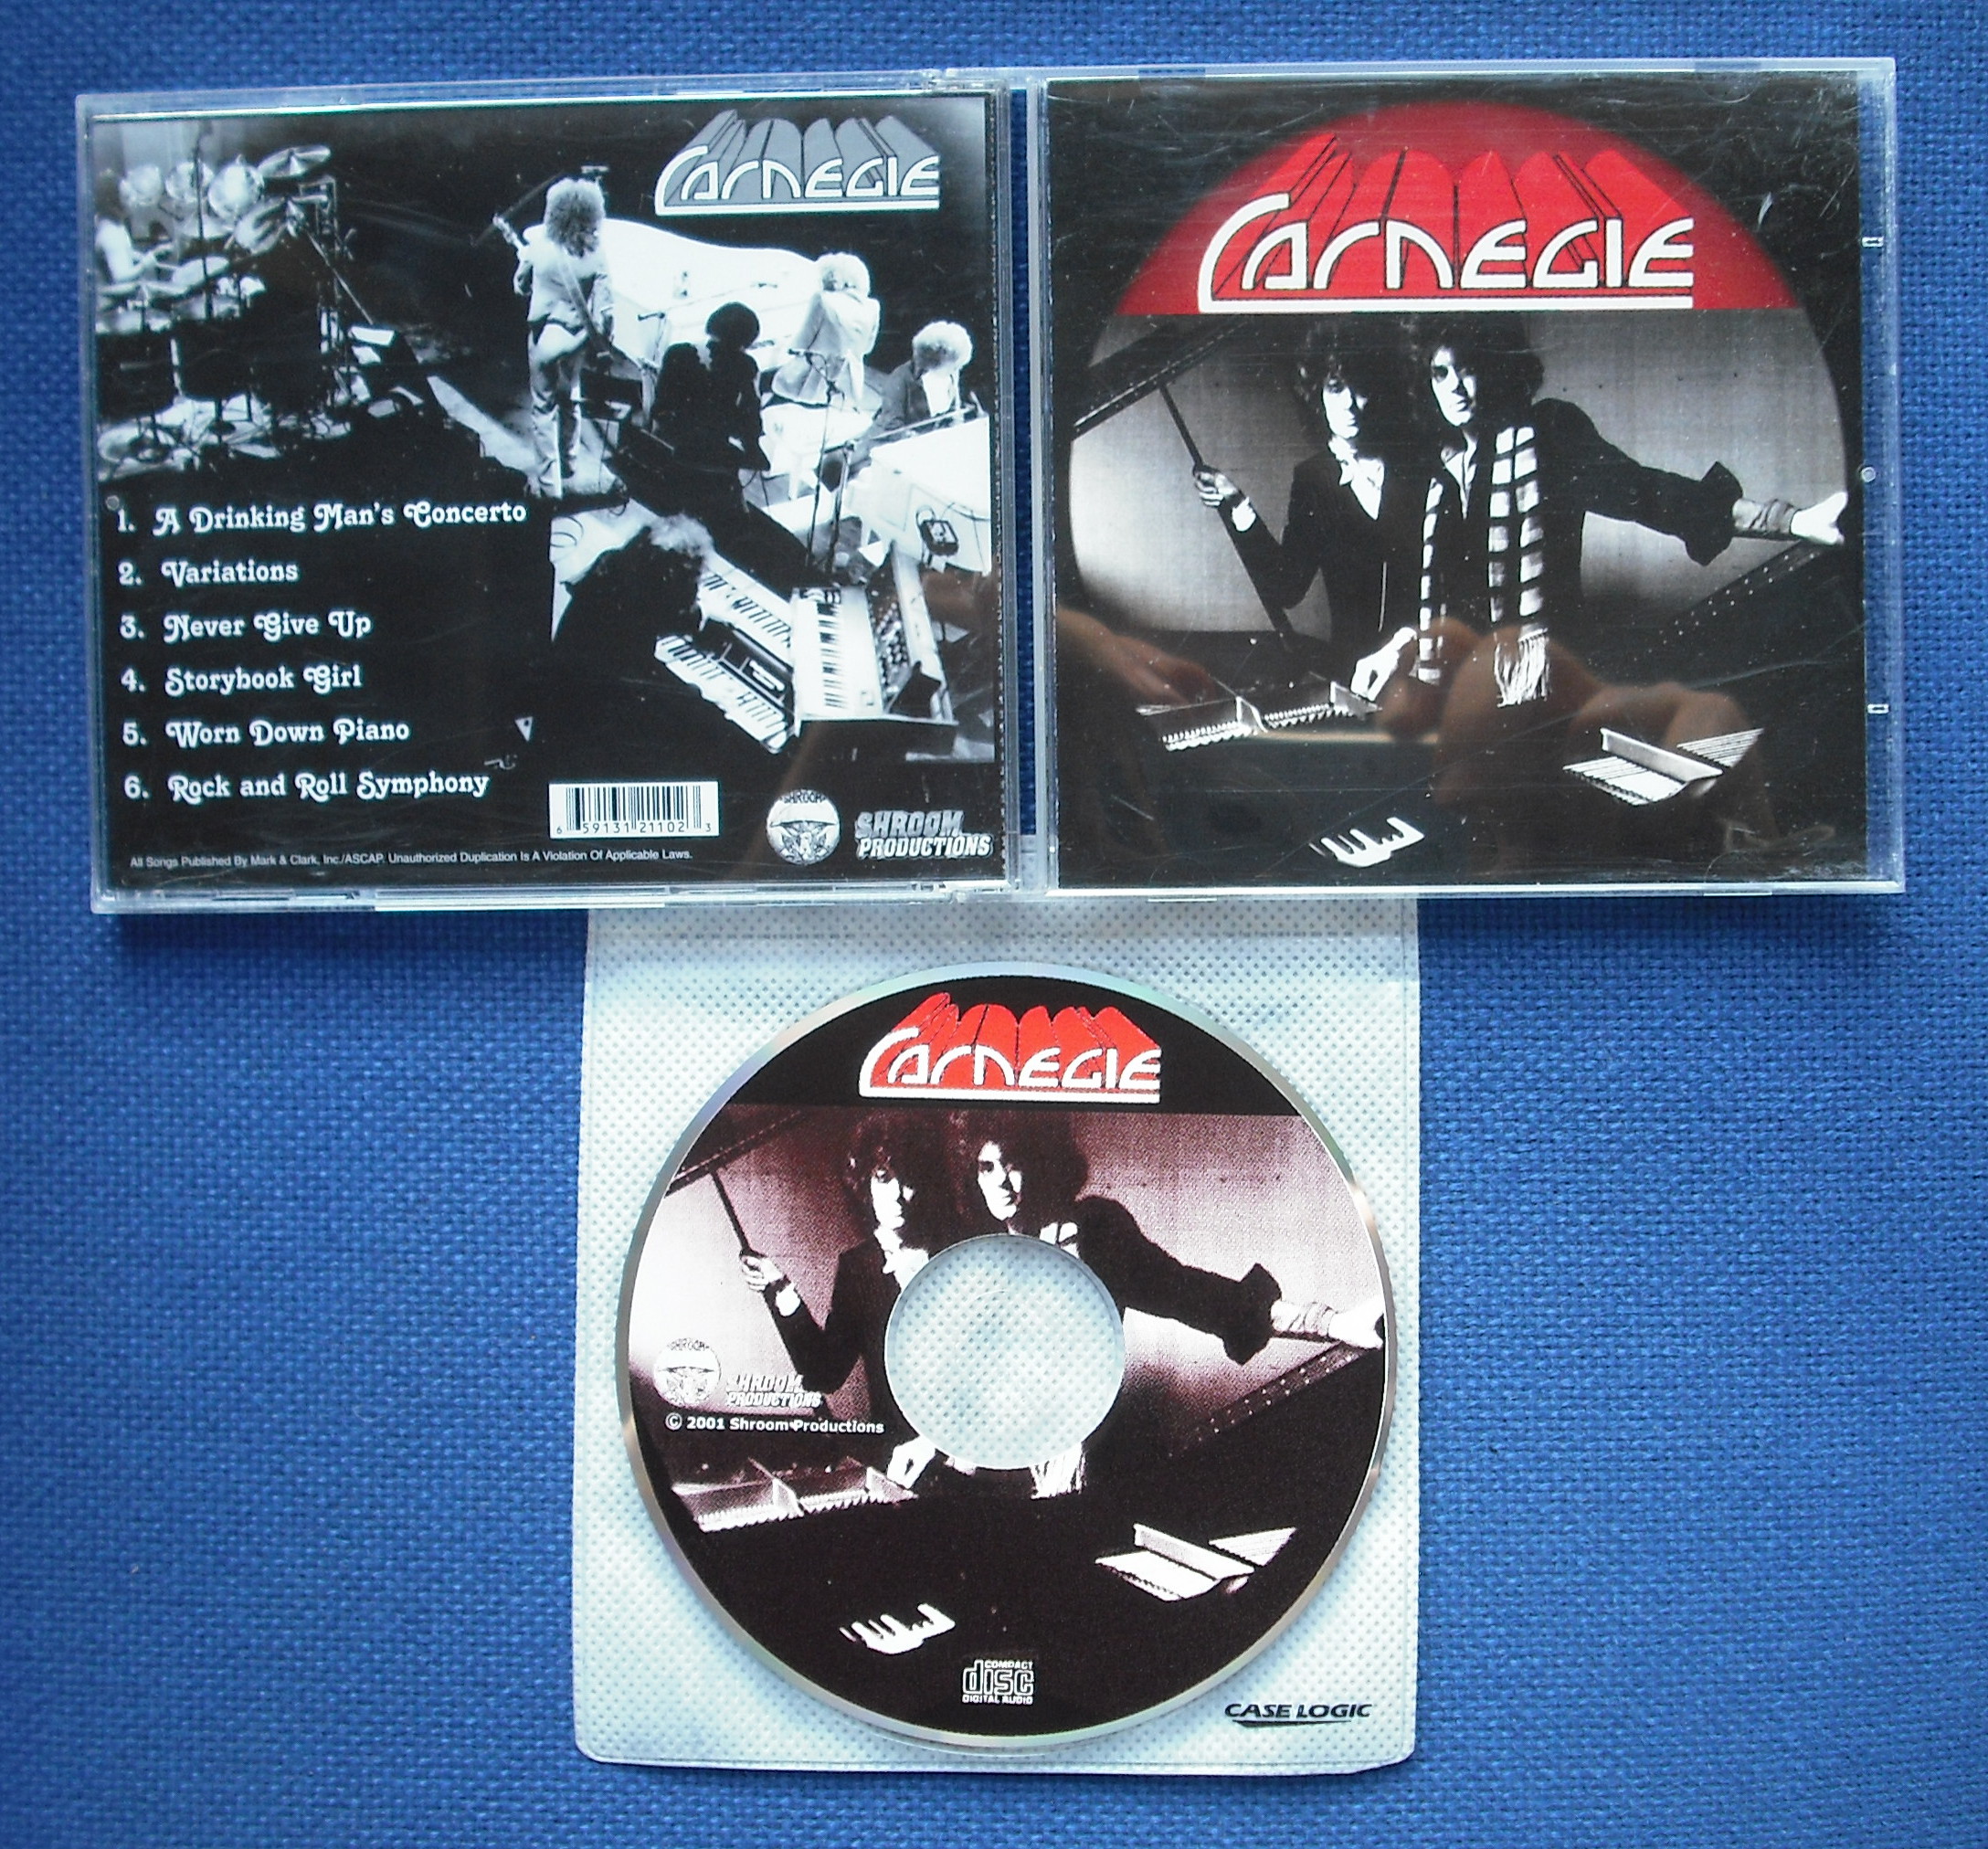 Carnegie
1. A Drinking Man's Concerto
2. Variations
3. Never Give Up
4. Storybook Girl
5. Worn Down Piano
6. Rock and Roll Symphony
6 59131 21102 3
SHROOM
SHROOM
PRODUCTIONS
All Songs Published By Mark & Clark, Inc./ASCAP. Unauthorized Duplication Is A Violation Of Applicable Laws.
Carnegie
Carnegie
SHROOM
SHROOM
PRODUCTIONS
© 2001 Shroom Productions
COMPACT
disc
DIGITAL AUDIO
CASE LOGIC